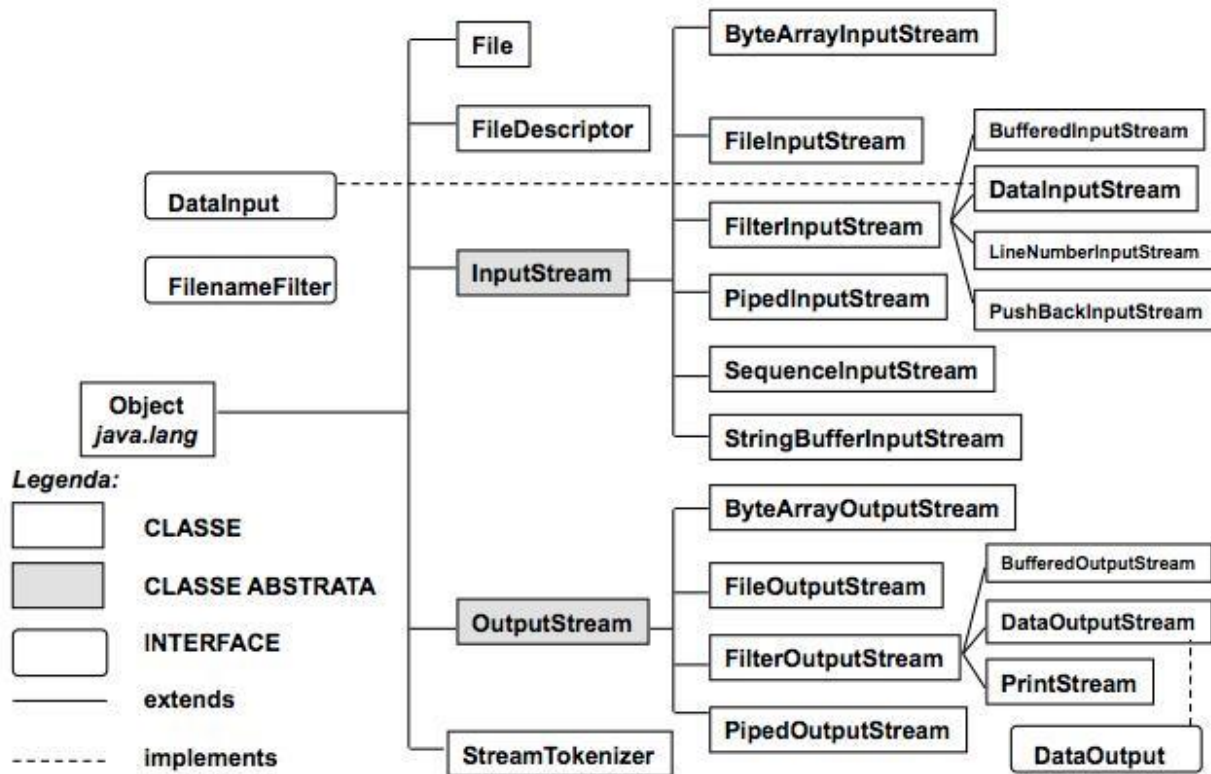 File
ByteArrayInputStream
FileDescriptor
FileInputStream
BufferedInputStream
DataInput
DataInputStream
FilterInputStream
LineNumberInputStream
FilenameFilter
InputStream
PipedInputStream
PushBackInputStream
SequenceInputStream
Object
java.lang
StringBufferInputStream
Legenda:
CLASSE
CLASSE ABSTRATA
INTERFACE
extends
implements
ByteArrayOutputStream
FileOutputStream
BufferedOutputStream
OutputStream
DataOutputStream
FilterOutputStream
PrintStream
PipedOutputStream
StreamTokenizer
DataOutput